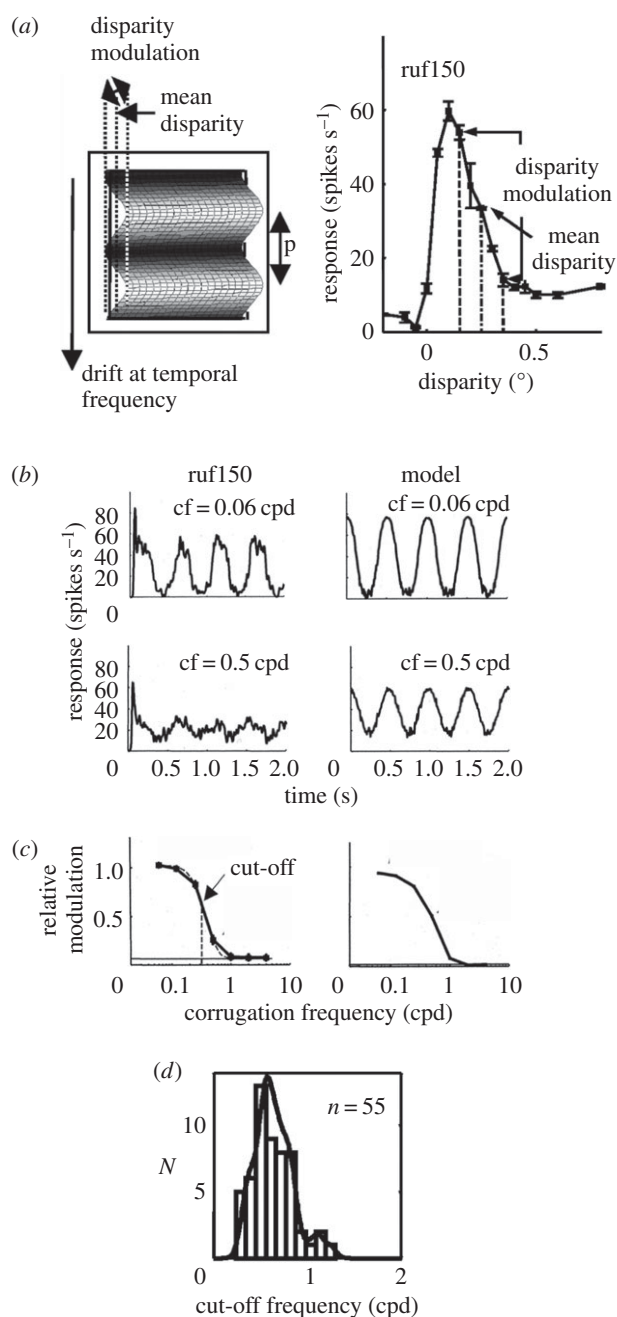 (a)
disparity
modulation
mean
disparity
p
drift at temporal
frequency
ruf150
response (spikes s⁻¹)
60
40
20
0
disparity
modulation
mean
disparity
0 0.5
disparity (°)
(b)
ruf150 model
response (spikes s⁻¹)
cf = 0.06 cpd cf = 0.06 cpd
80
60
40
20
0
cf = 0.5 cpd cf = 0.5 cpd
80
60
40
20
0 0.5 1.0 1.5 2.0 0 0.5 1.0 1.5 2.0
time (s)
(c)
relative
modulation
1.0
0.5
cut-off
0 0.1 1 10 0 0.1 1 10
corrugation frequency (cpd)
(d)
n = 55
N
10
5
0 1 2
cut-off frequency (cpd)